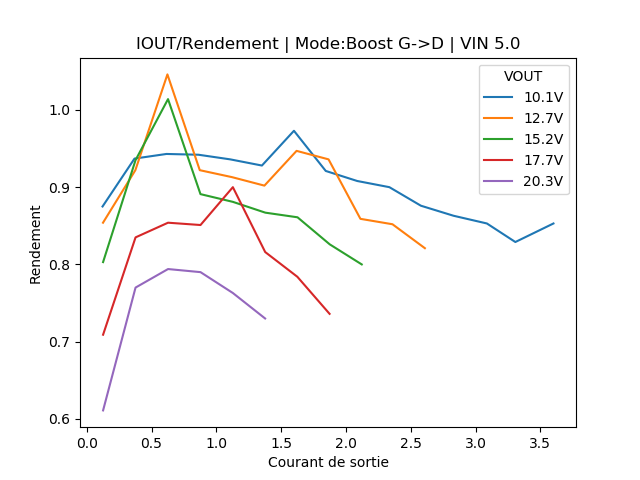 IOUT/Rendement | Mode:Boost G->D | VIN 5.0
VOUT
10.1V
12.7V
15.2V
17.7V
20.3V
Rendement
1.0
0.9
0.8
0.7
0.6
0.0 0.5 1.0 1.5 2.0 2.5 3.0 3.5
Courant de sortie